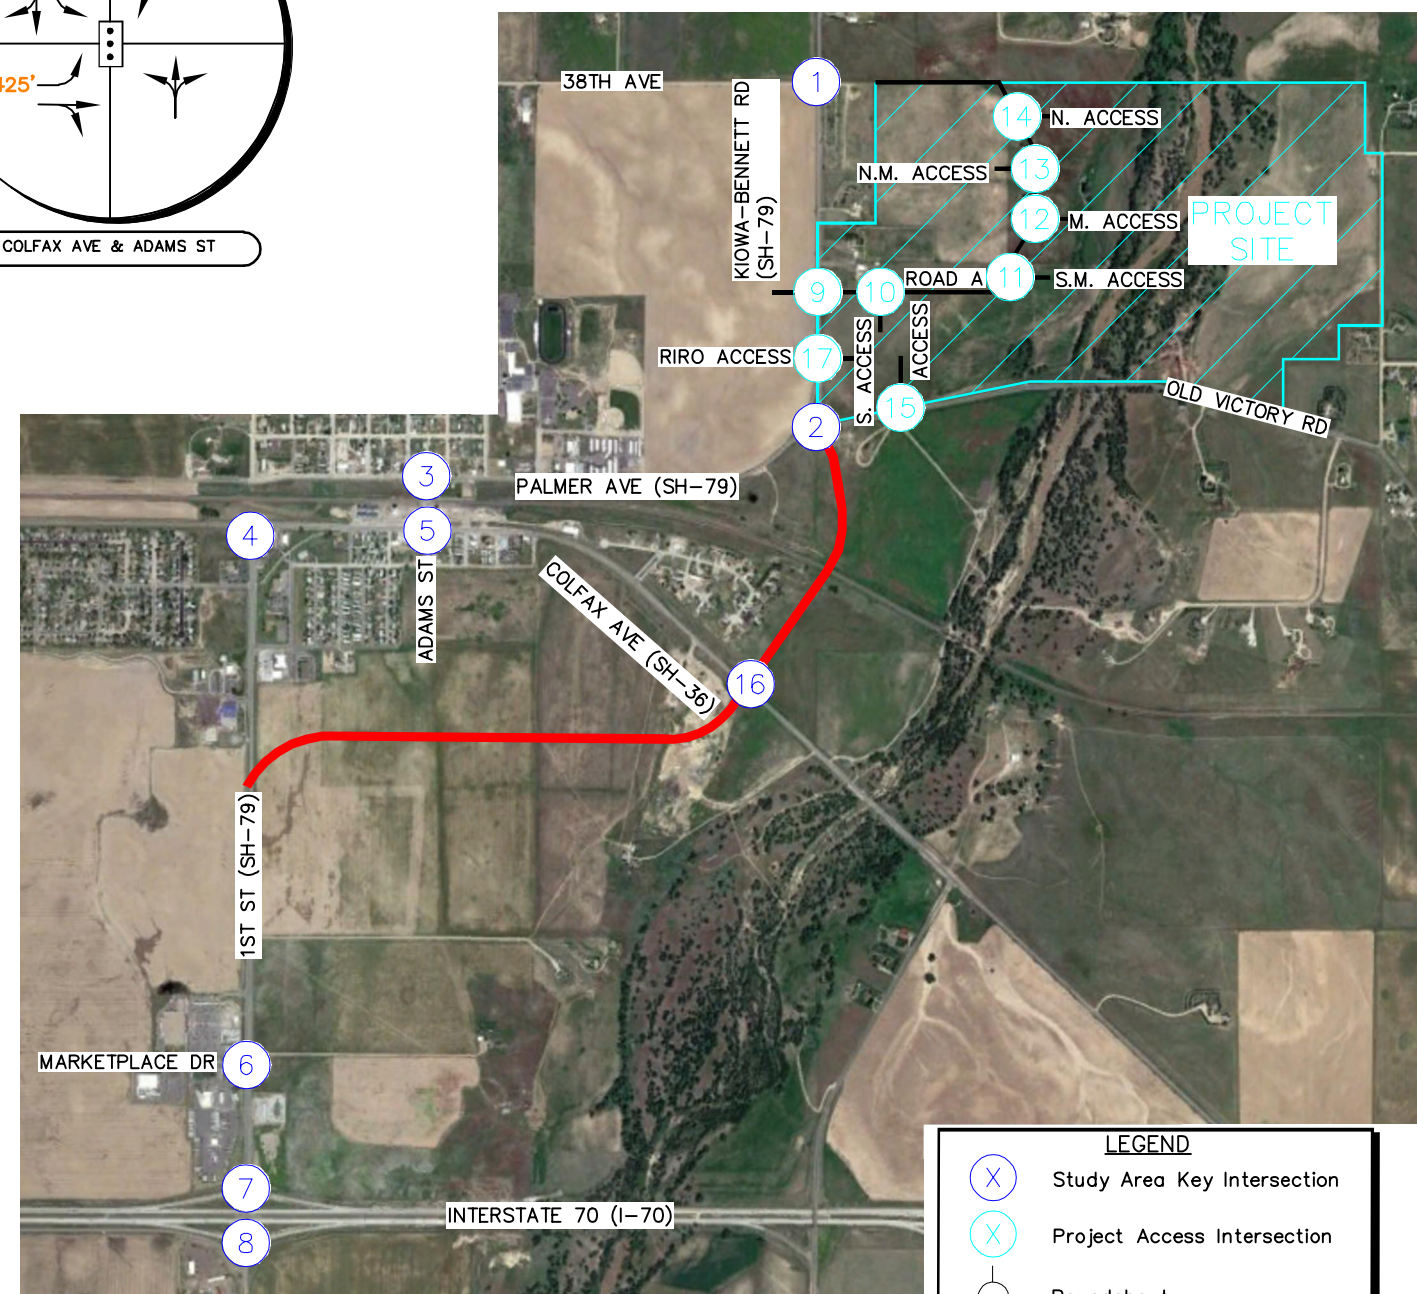 425'
COLFAX AVE & ADAMS ST
38TH AVE
1
KIOWA-BENNETT RD
(SH-79)
14
N. ACCESS
N.M. ACCESS
13
12
M. ACCESS
PROJECT
SITE
9
10
ROAD A
11
S.M. ACCESS
RIRO ACCESS
17
S. ACCESS
ACCESS
15
2
OLD VICTORY RD
3
PALMER AVE (SH-79)
4
5
ADAMS ST
COLFAX AVE (SH-36)
16
1ST ST (SH-79)
MARKETPLACE DR
6
7
INTERSTATE 70 (I-70)
8
LEGEND
X Study Area Key Intersection
X Project Access Intersection
Roundabout